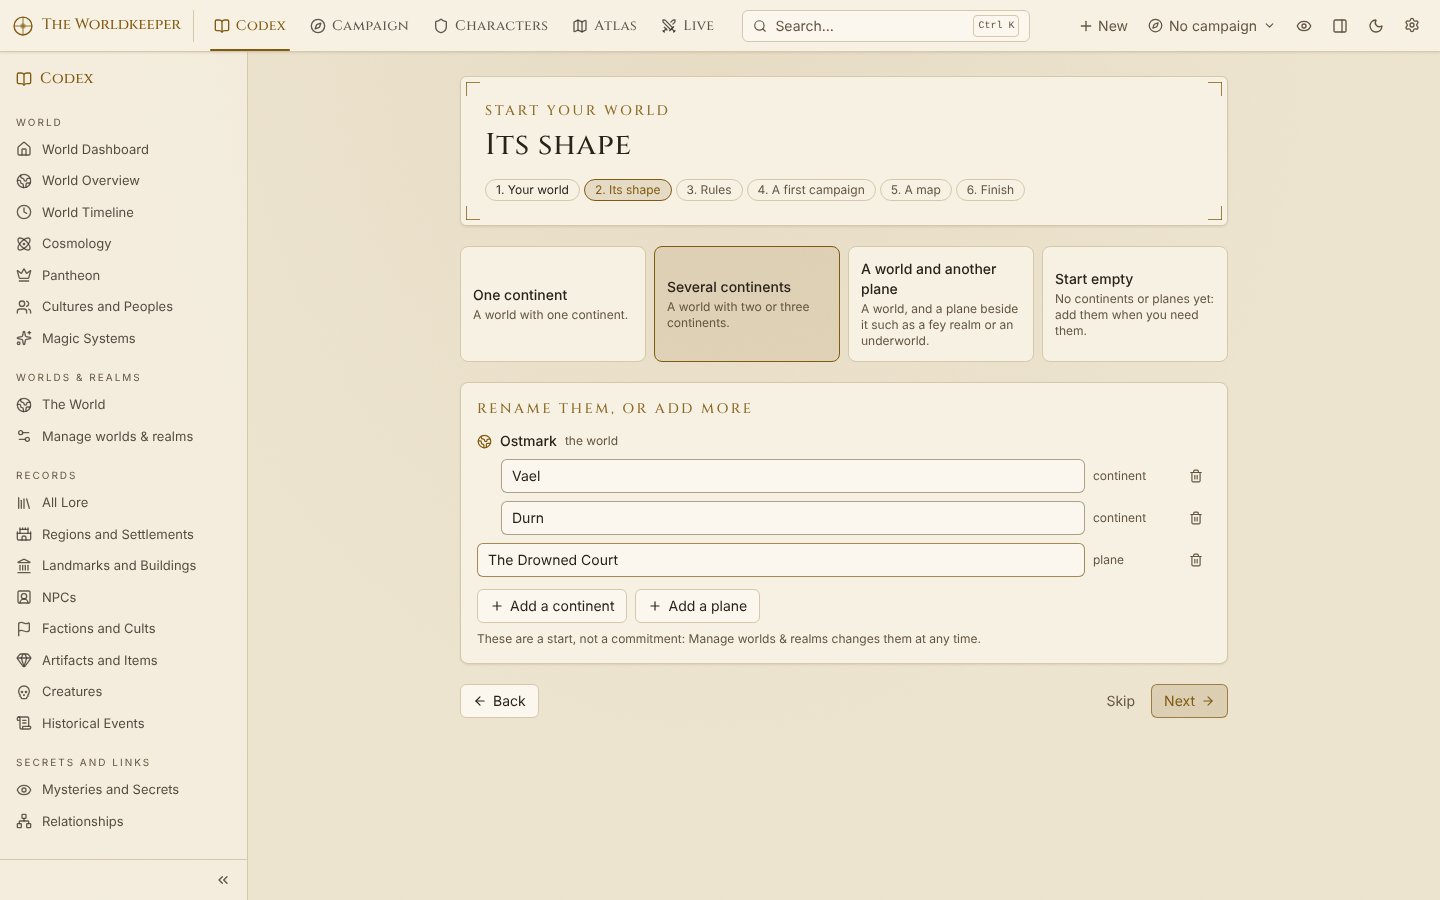 The Worldkeeper
Codex
Campaign
Characters
Atlas
Live
Search...
Ctrl K
New
No campaign
Codex
WORLD
World Dashboard
World Overview
World Timeline
Cosmology
Pantheon
Cultures and Peoples
Magic Systems
WORLDS & REALMS
The World
Manage worlds & realms
RECORDS
All Lore
Regions and Settlements
Landmarks and Buildings
NPCs
Factions and Cults
Artifacts and Items
Creatures
Historical Events
SECRETS AND LINKS
Mysteries and Secrets
Relationships
START YOUR WORLD
Its shape
1. Your world
2. Its shape
3. Rules
4. A first campaign
5. A map
6. Finish
One continent
A world with one continent.
Several continents
A world with two or three
continents.
A world and another
plane
A world, and a plane beside
it such as a fey realm or an
underworld.
Start empty
No continents or planes yet:
add them when you need
them.
RENAME THEM, OR ADD MORE
Ostmark the world
Vael continent
Durn continent
The Drowned Court plane
Add a continent
Add a plane
These are a start, not a commitment: Manage worlds & realms changes them at any time.
Back
Skip
Next